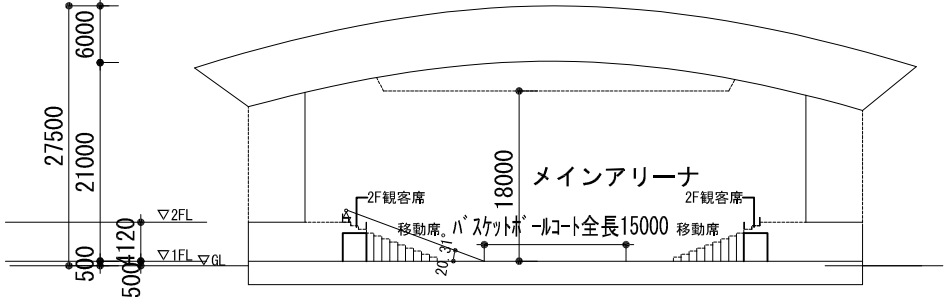 6000
27500
21000
18000
メインアリーナ
2F観客席
2F観客席
▽2FL
移動席
バスケットボールコート全長15000
移動席
4120
20.31°
▽1FL
▽GL
500
500